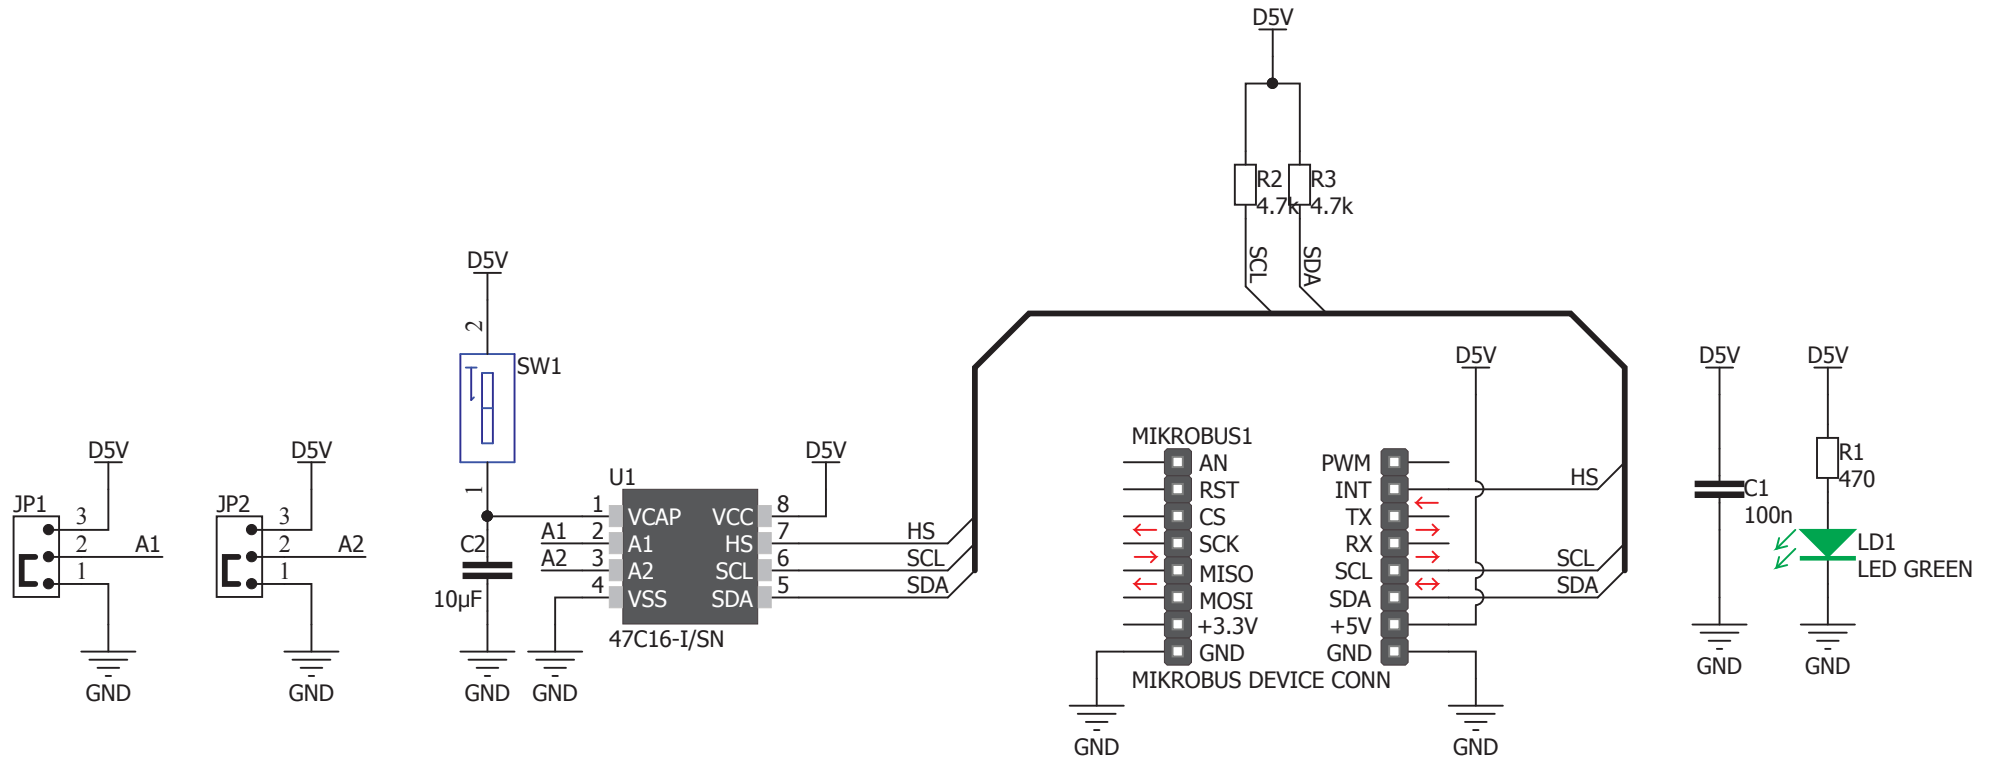 D5V
R2
4.7k
R3
4.7k
SCL
SDA
D5V
2
SW1
1
D5V
JP1
3
2
1
A1
GND
D5V
JP2
3
2
1
A2
GND
C2
10µF
GND
GND
U1
1 VCAP VCC 8
A1 2 A1 HS 7 HS
A2 3 A2 SCL 6 SCL
4 VSS SDA 5 SDA
47C16-I/SN
D5V
D5V
MIKROBUS1
AN PWM
RST INT HS
CS TX
SCK RX
MISO SCL SCL
MOSI SDA SDA
+3.3V +5V
GND GND
MIKROBUS DEVICE CONN
GND
GND
D5V
C1
100n
GND
D5V
R1
470
LD1
LED GREEN
GND